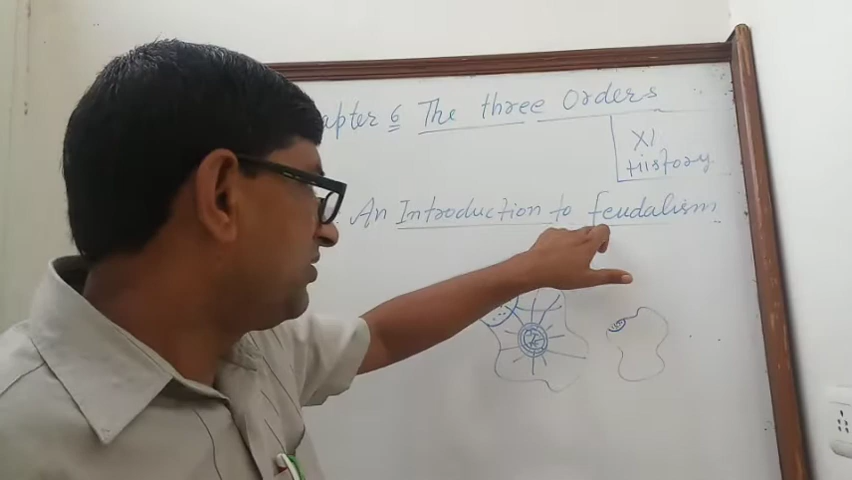 apter 6 The three Orders
XI
History
An Introduction to feudalism